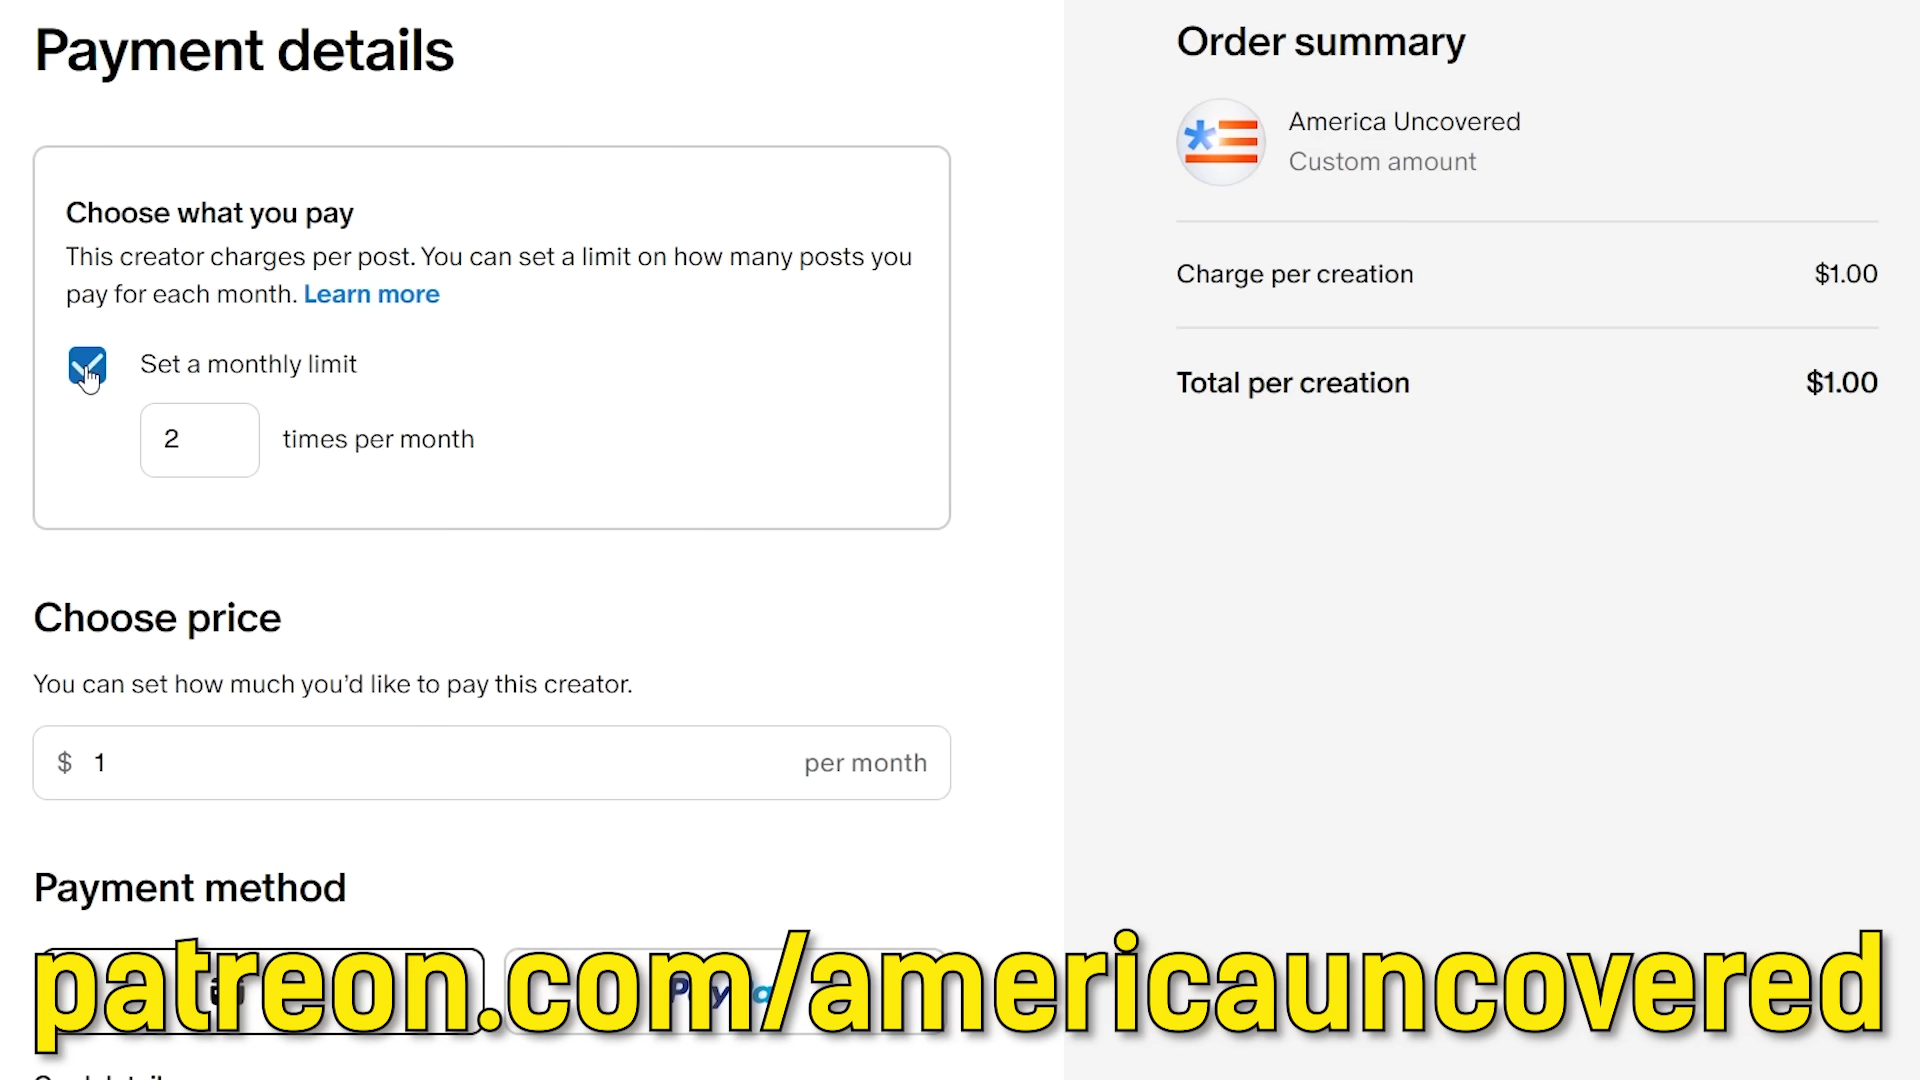 Payment details
Choose what you pay
This creator charges per post. You can set a limit on how many posts you
pay for each month. Learn more
Set a monthly limit
2 times per month
Choose price
You can set how much you’d like to pay this creator.
$ 1 per month
Payment method
patreon.com/americauncovered
Order summary
America Uncovered
Custom amount
Charge per creation $1.00
Total per creation $1.00